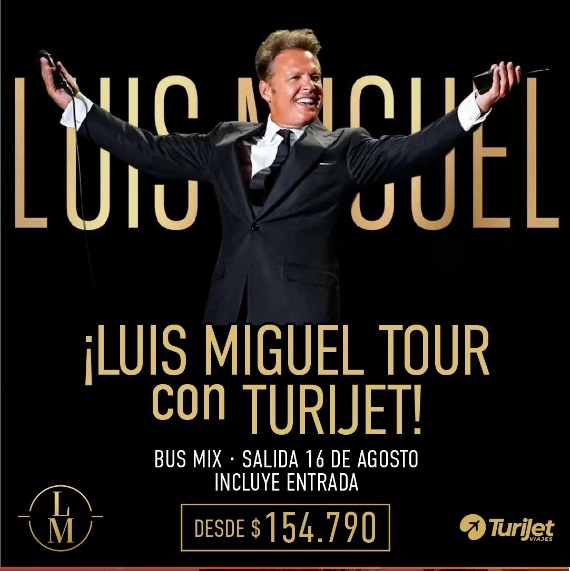 LUIS MIGUEL
¡LUIS MIGUEL TOUR
con TURIJET!
BUS MIX · SALIDA 16 DE AGOSTO
INCLUYE ENTRADA
DESDE $154.790
L
M
Turijet
VIAJES